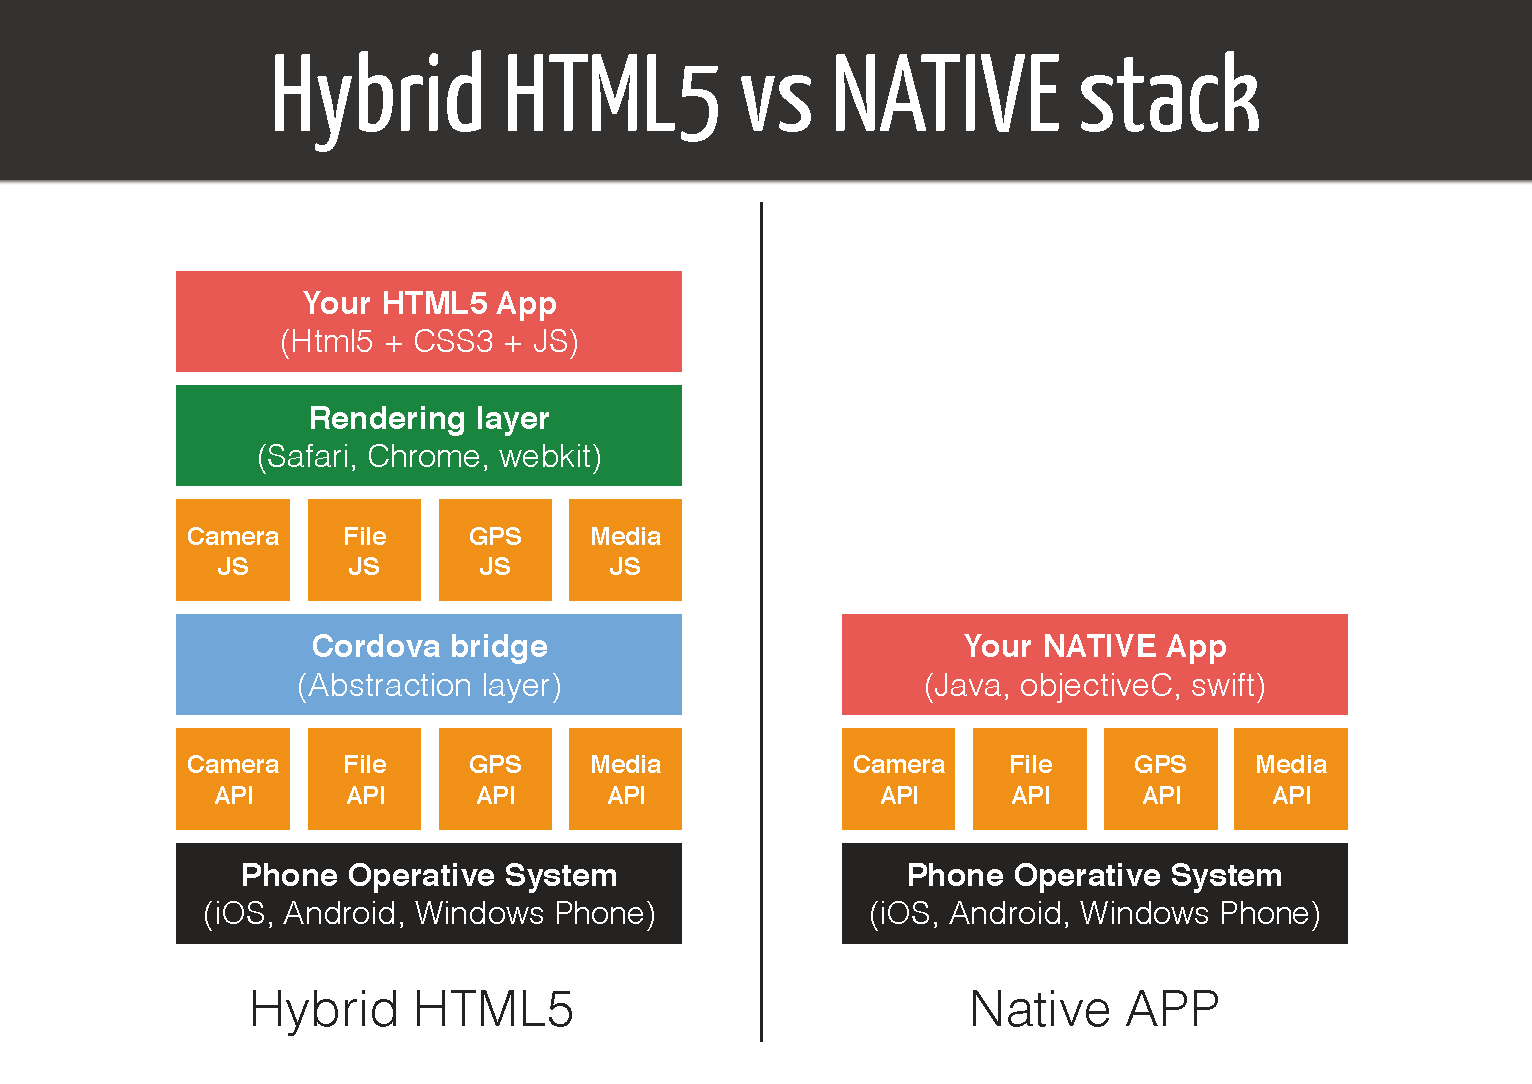 Hybrid HTML5 vs NATIVE stack
Your HTML5 App
(Html5 + CSS3 + JS)
Rendering layer
(Safari, Chrome, webkit)
Camera
JS
File
JS
GPS
JS
Media
JS
Cordova bridge
(Abstraction layer)
Camera
API
File
API
GPS
API
Media
API
Phone Operative System
(iOS, Android, Windows Phone)
Hybrid HTML5
Your NATIVE App
(Java, objectiveC, swift)
Camera
API
File
API
GPS
API
Media
API
Phone Operative System
(iOS, Android, Windows Phone)
Native APP